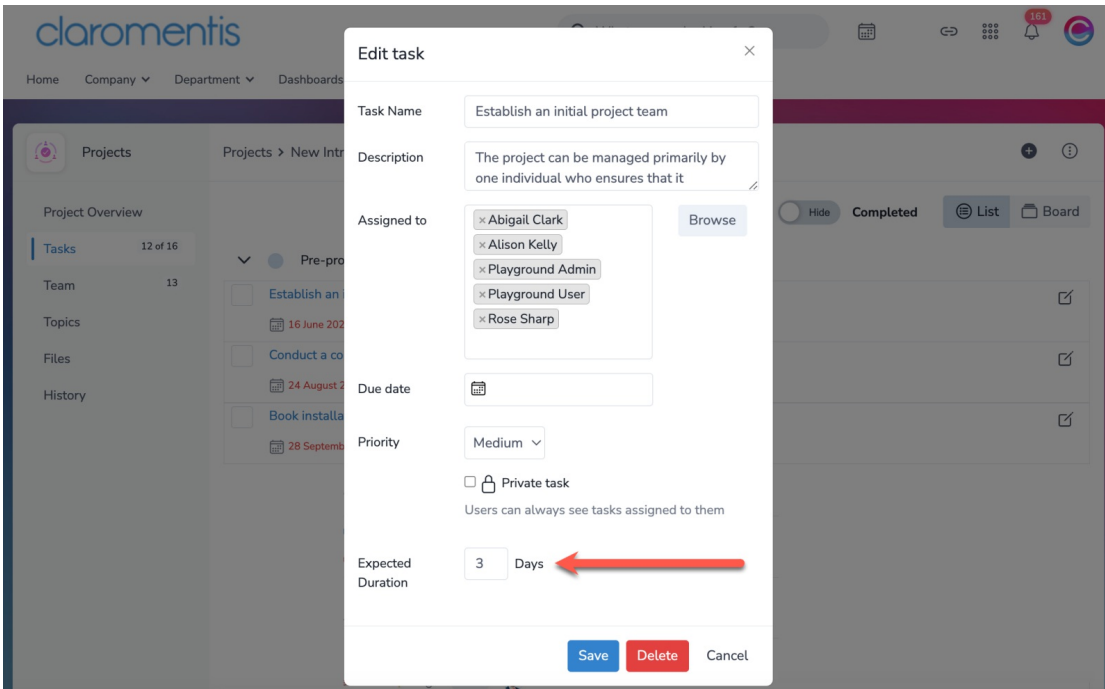 claromentis
161
Home Company Department Dashboards
Projects
Projects > New Intr
Project Overview
Tasks 12 of 16
Team 13
Topics
Files
History
Hide Completed List Board
Pre-pro
Establish an i
16 June 202
Conduct a co
24 August 2
Book installa
28 Septemb
Edit task ×
Task Name Establish an initial project team
Description The project can be managed primarily by
one individual who ensures that it
Assigned to Browse
× Abigail Clark
× Alison Kelly
× Playground Admin
× Playground User
× Rose Sharp
Due date
Priority Medium
Private task
Users can always see tasks assigned to them
Expected
Duration
3 Days
Save Delete Cancel